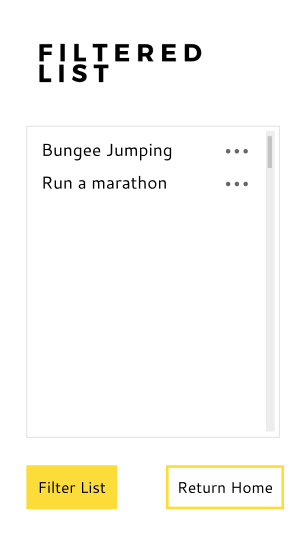 FILTERED
LIST
Bungee Jumping
Run a marathon
Filter List
Return Home